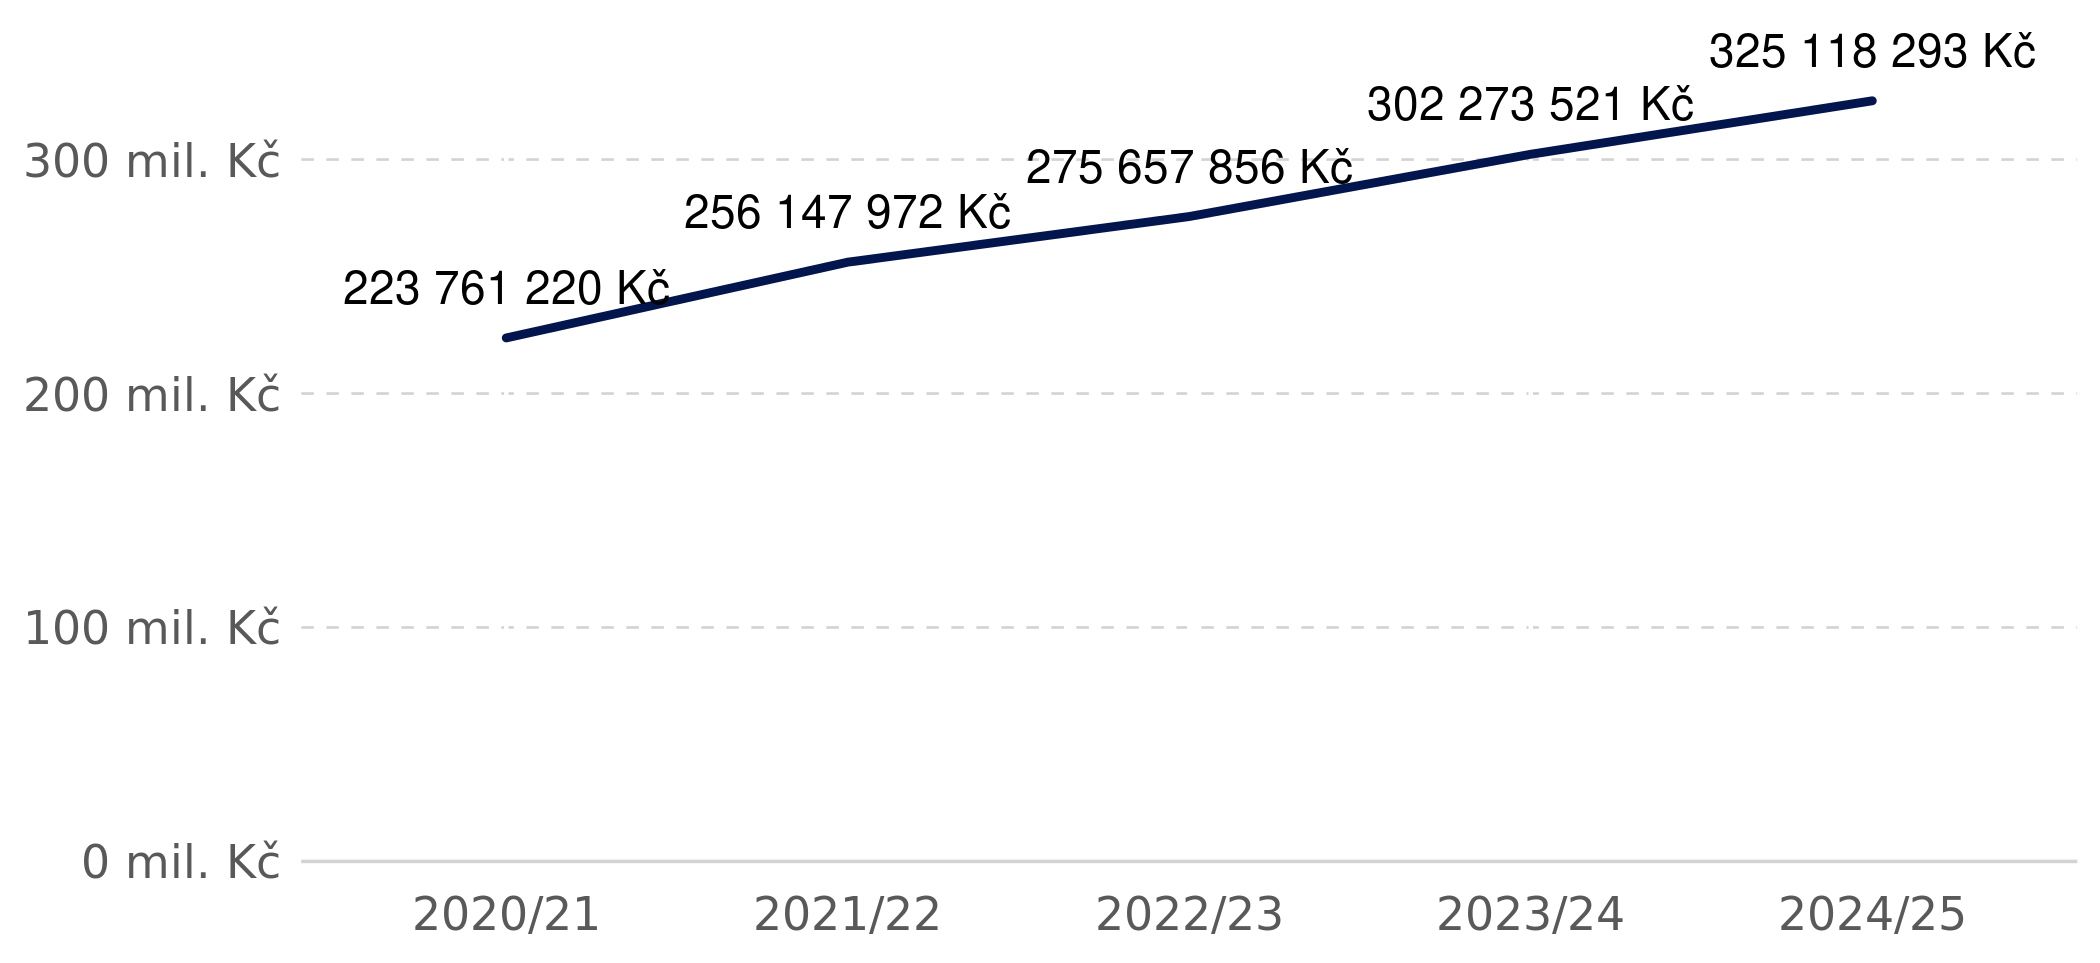 325 118 293 Kč
302 273 521 Kč
275 657 856 Kč
256 147 972 Kč
223 761 220 Kč
300 mil. Kč
200 mil. Kč
100 mil. Kč
0 mil. Kč
2020/21
2021/22
2022/23
2023/24
2024/25